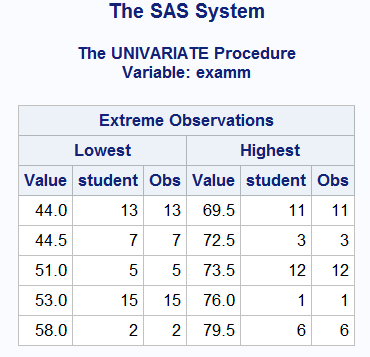 The SAS System
The UNIVARIATE Procedure
Variable: examm
Extreme Observations
Lowest Highest
Value student Obs Value student Obs
44.0 13 13 69.5 11 11
44.5 7 7 72.5 3 3
51.0 5 5 73.5 12 12
53.0 15 15 76.0 1 1
58.0 2 2 79.5 6 6